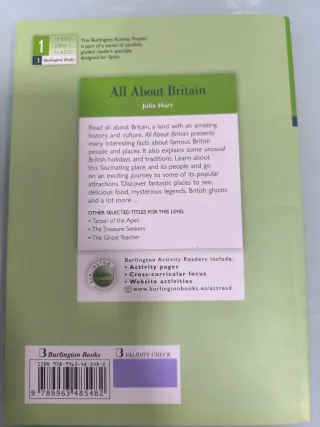 1
This Burlington Activity Reader
is part of a series of carefully
graded readers specially
designed for Spain.
Burlington Books
All About Britain
Julie Hart
Read all about Britain, a land with an amazing
history and culture. All About Britain presents
many interesting facts about famous British
people and places. It also explains some unusual
British holidays and traditions. Learn about
this fascinating place and its people and go
on an exciting journey to some of its popular
attractions. Discover fantastic places to see,
delicious food, mysterious legends, British ghosts
and a lot more ...
OTHER SELECTED TITLES FOR THIS LEVEL
• Tarzan of the Apes
• The Treasure Seekers
• The Ghost Teacher
BURLINGTON
Burlington Activity Readers include:
• Activity pages
• Cross-curricular focus
• Website activities
www.burlingtonbooks.es/actread
B Burlington Books
B VALIDITY CHECK
9 789963 485482